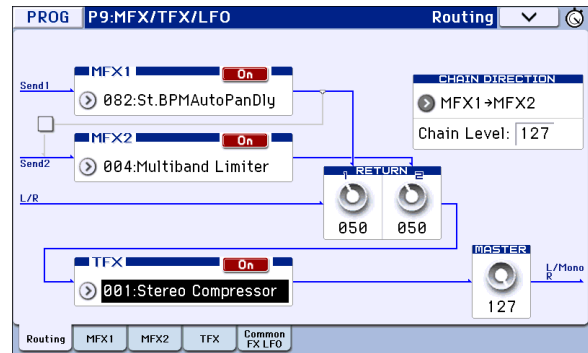 PROG P9:MFX/TFX/LFO Routing
MFX1 On
Send1
082:St.BPMAutoPanDly
CHAIN DIRECTION
MFX1→MFX2
Chain Level: 127
MFX2 On
Send2
004:Multiband Limiter
RETURN
1 2
L/R
050 050
TFX On
001:Stereo Compressor
MASTER
127
L/Mono
R
Routing MFX1 MFX2 TFX Common
FX LFO